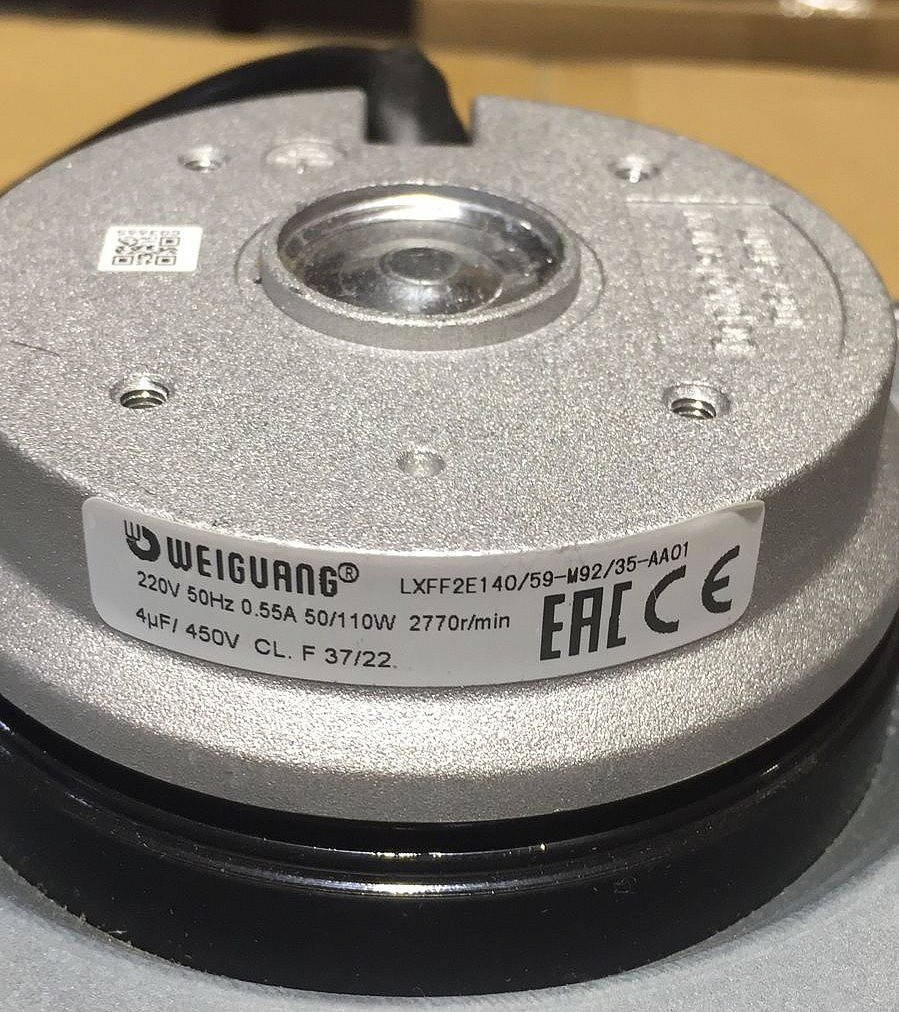 WEIGUANG® LXFF2E140/59-M92/35-AA01
220V 50Hz 0.55A 50/110W 2770r/min
4µF/ 450V CL. F 37/22
EAC CE